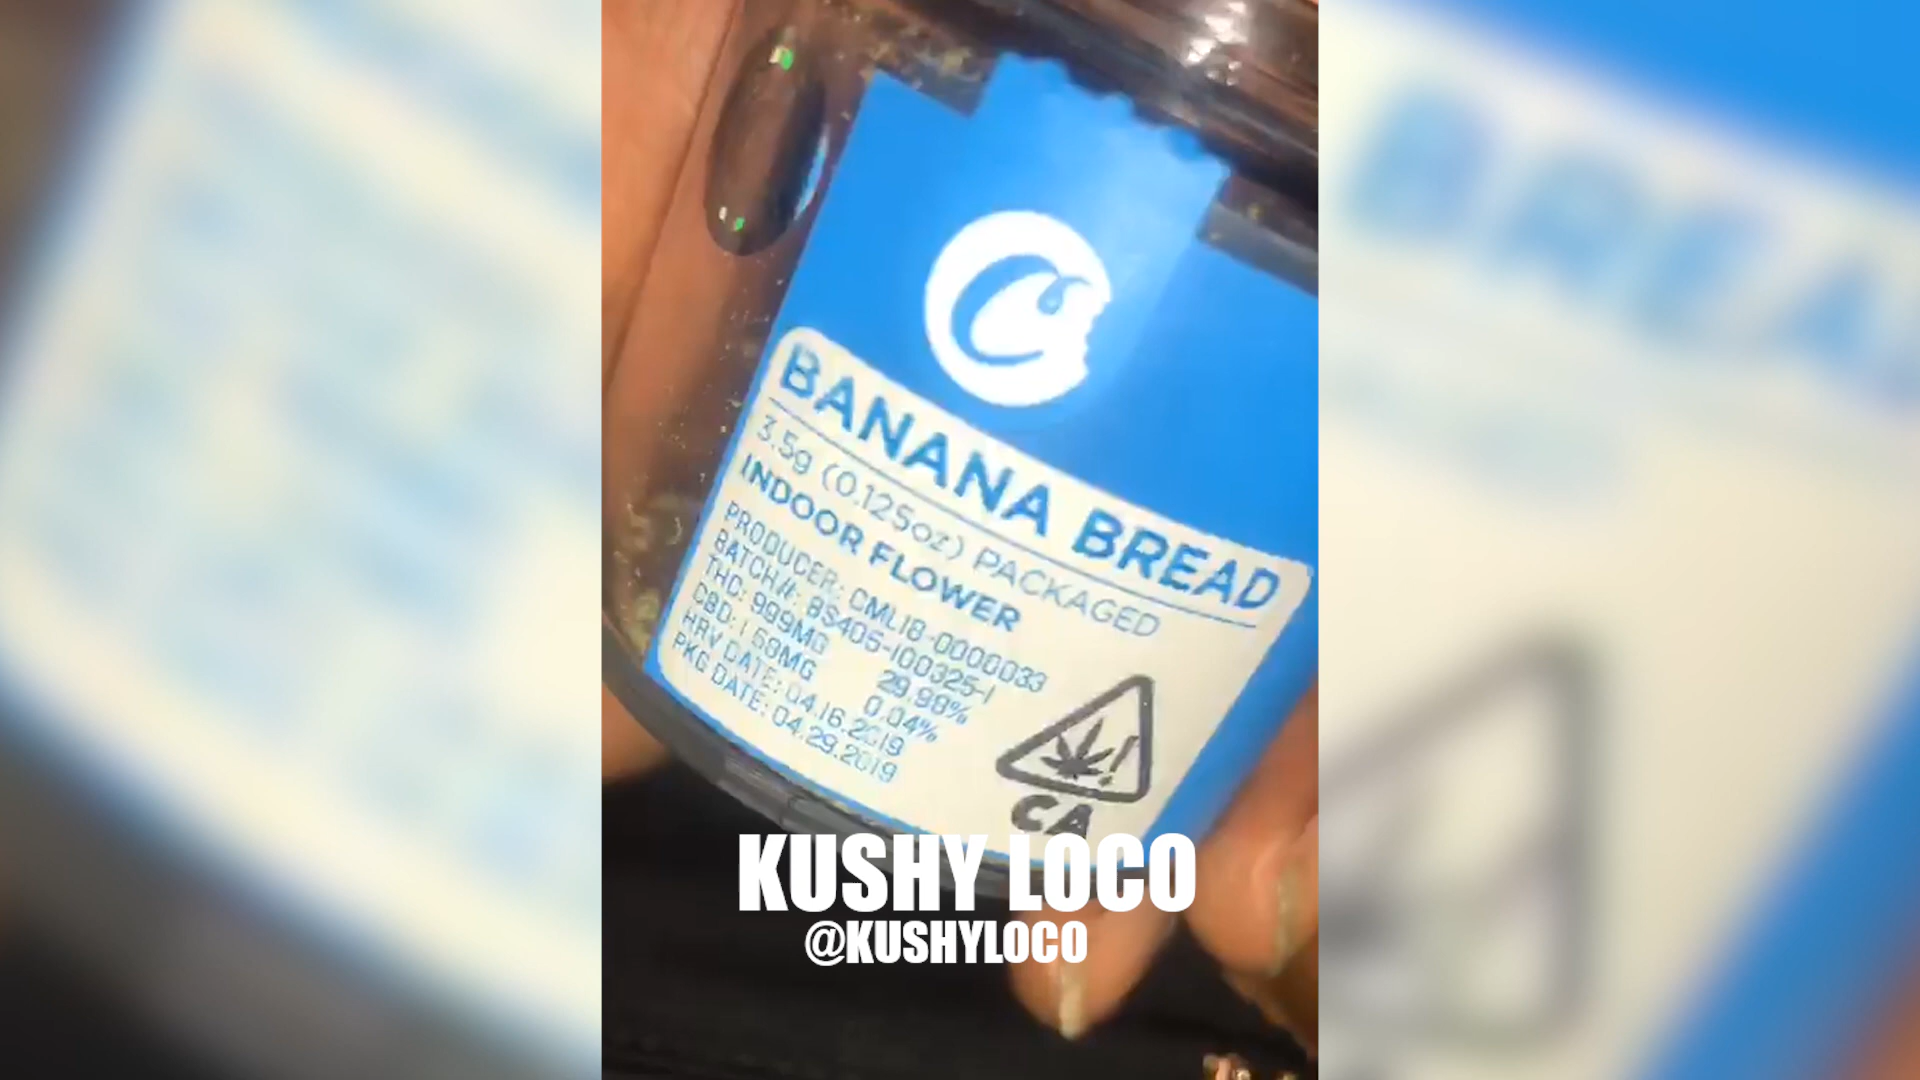 BANANA BREAD
3.5g (0.125oz) PACKAGED
INDOOR FLOWER
PRODUCER: CML18-0000033
BATCH#: BS405-100325-1
THC: 999MG 29.98%
CBD: 1.58MG 0.04%
HRV DATE: 04.16.2019
PKG DATE: 04.29.2019
CA
KUSHY LOCO
@KUSHYLOCO